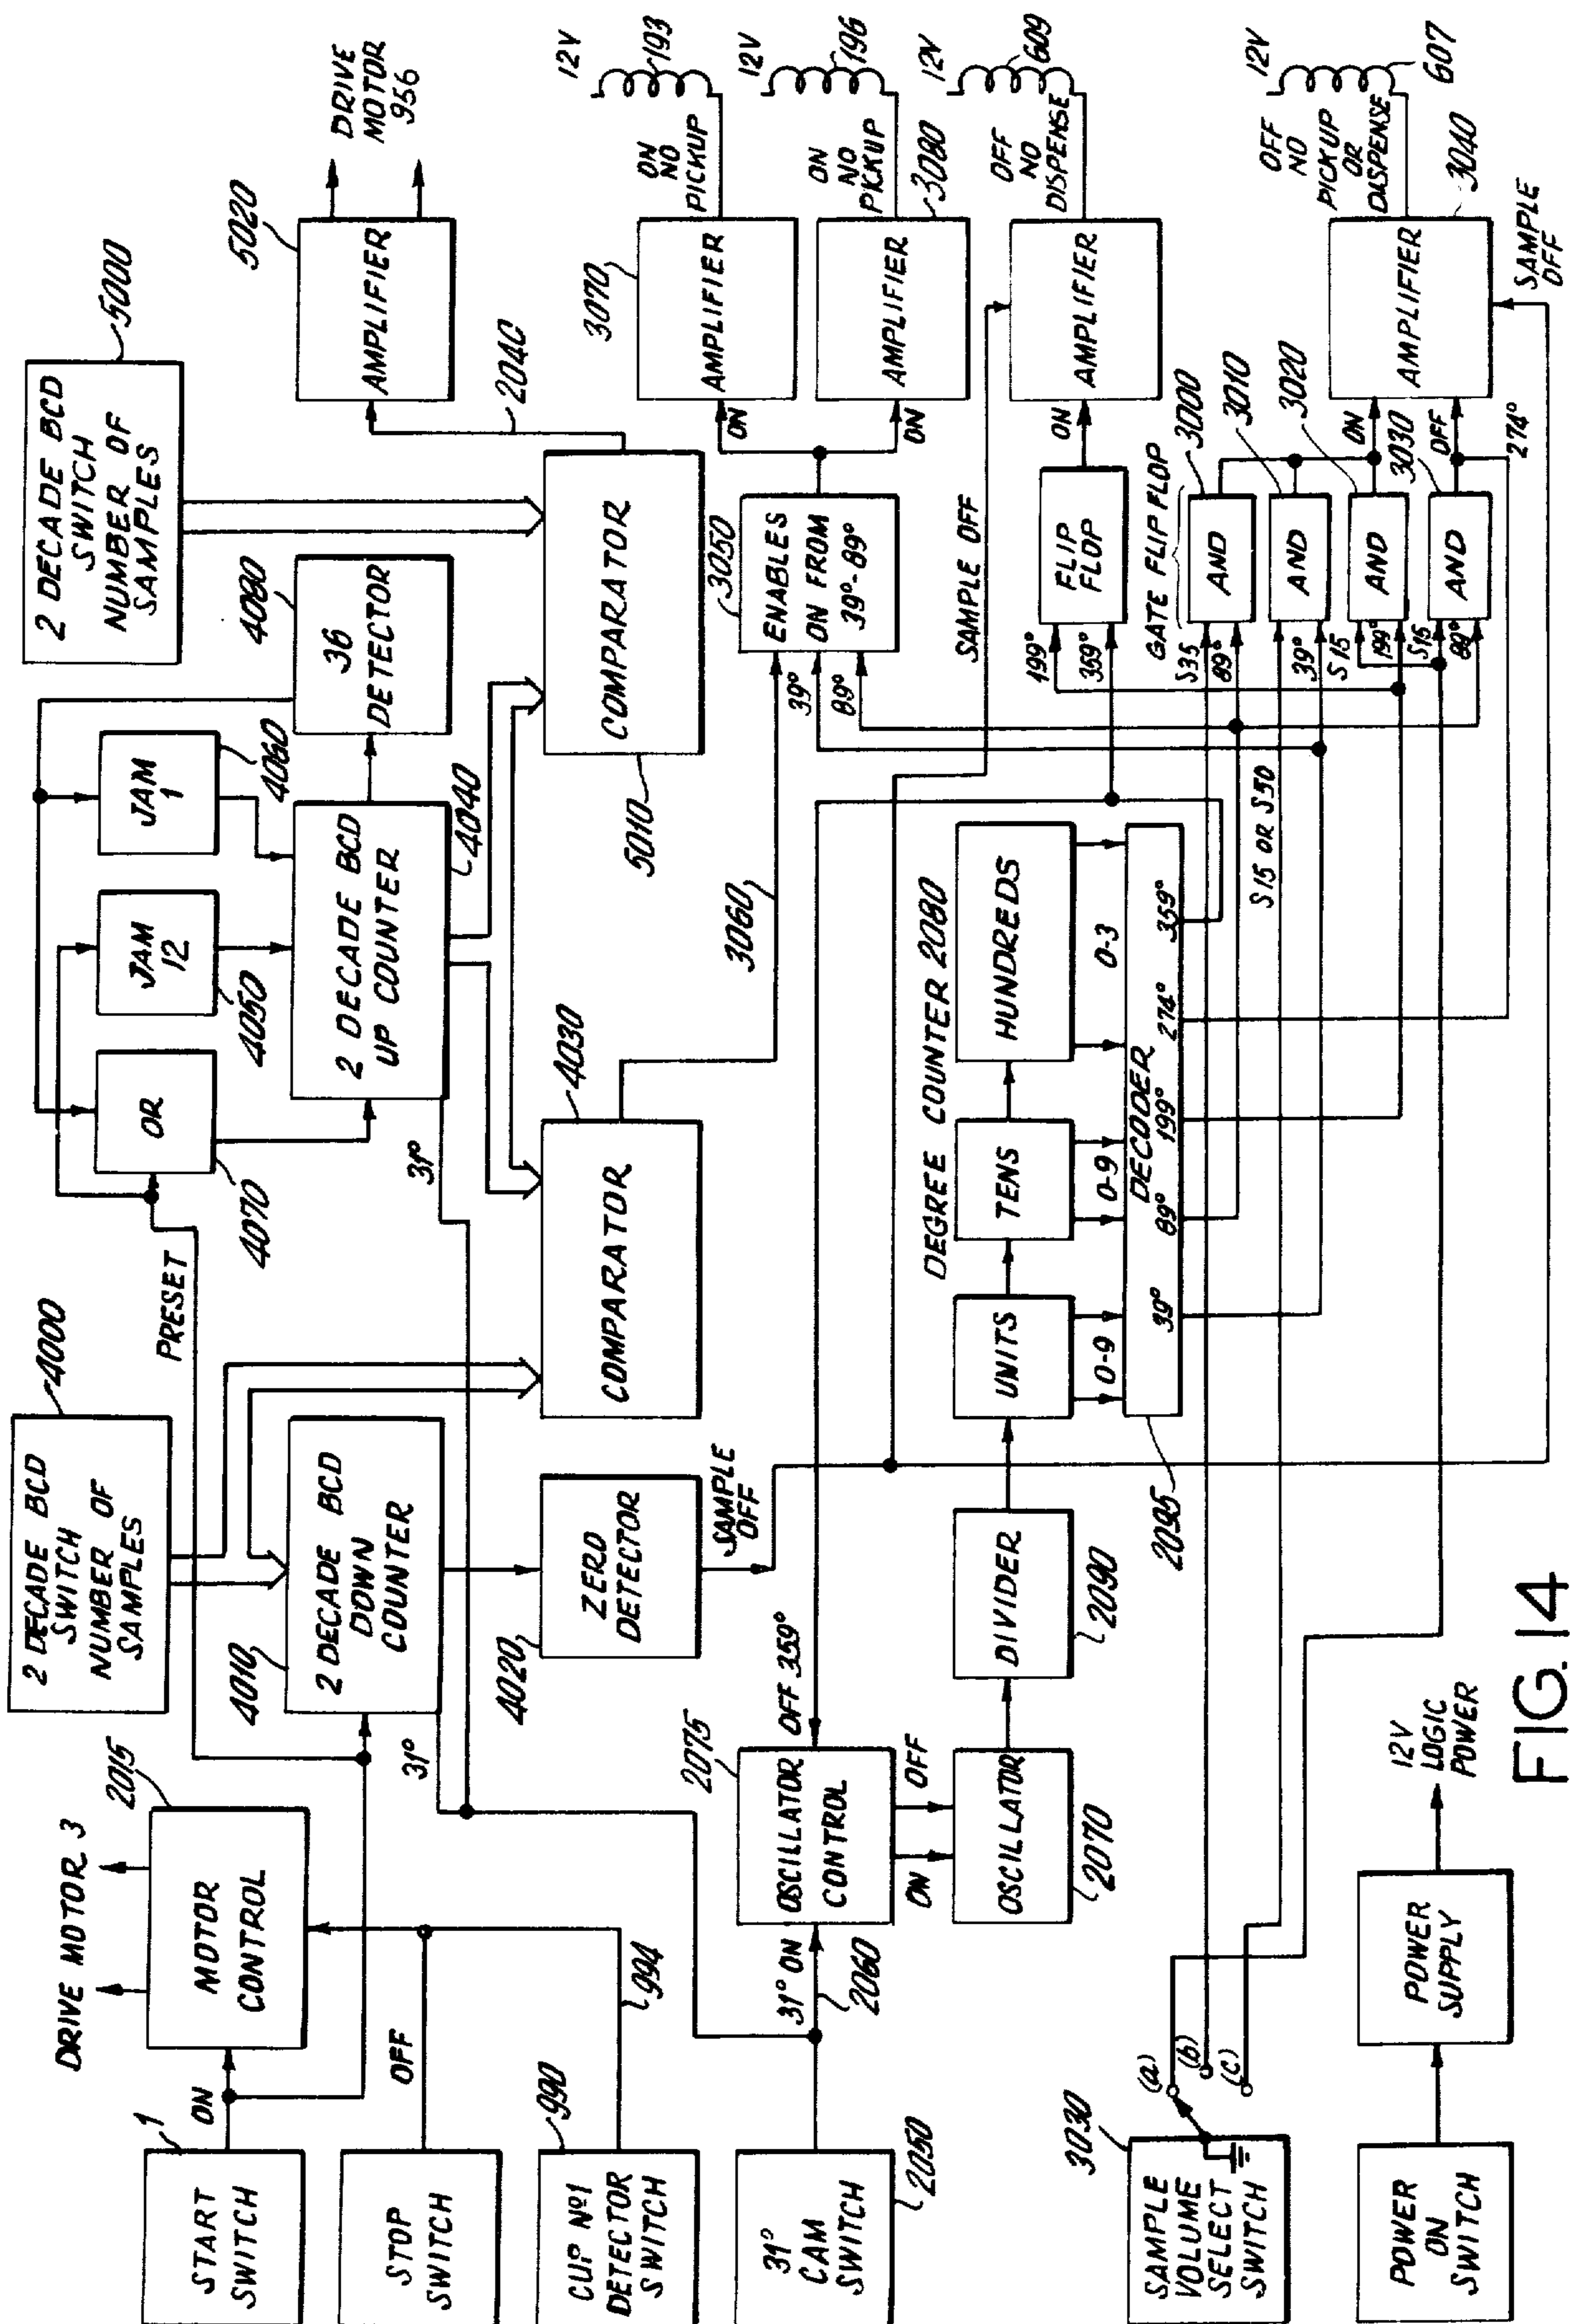 DRIVE MOTOR 3
START
SWITCH
1
ON
MOTOR
CONTROL
2015
STOP
SWITCH
OFF
CUP Nº1
DETECTOR
SWITCH
990
994
31°
CAM
SWITCH
2050
31° ON
2060
OSCILLATOR
CONTROL
2075
OFF 359°
ON
OFF
OSCILLATOR
2070
DIVIDER
2090
SAMPLE
VOLUME
SELECT
SWITCH
3030
(a)
(b)
(c)
POWER
ON
SWITCH
POWER
SUPPLY
12V
LOGIC
POWER
2 DECADE BCD
SWITCH
NUMBER OF
SAMPLES
4000
PRESET
2 DECADE BCD
DOWN
COUNTER
4010
31°
ZERO
DETECTOR
4020
SAMPLE
OFF
COMPARATOR
4030
OR
4070
JAM
12
4050
JAM
1
4060
2 DECADE BCD
UP COUNTER
4040
31°
36
DETECTOR
4080
2 DECADE BCD
SWITCH
NUMBER OF
SAMPLES
5000
COMPARATOR
5010
2040
AMPLIFIER
5020
DRIVE
MOTOR
956
3060
DEGREE COUNTER 2080
UNITS
TENS
HUNDREDS
0-9
0-9
0-3
DECODER
39°
89°
199°
274°
359°
2095
ENABLES
ON FROM
39°-89°
3050
39°
89°
ON
ON
AMPLIFIER
3070
ON
NO
PICKUP
12V
193
AMPLIFIER
3080
ON
NO
PICKUP
12V
196
SAMPLE OFF
FLIP
FLOP
199°
359°
ON
AMPLIFIER
OFF
NO
DISPENSE
12V
609
GATE FLIP FLOP
S35
89°
AND
3000
S15 OR S50
39°
AND
3010
S15
199°
AND
3020
S15
89°
AND
3030
ON
OFF
274°
AMPLIFIER
3040
OFF
NO
PICKUP
OR
DISPENSE
12V
607
SAMPLE
OFF
FIG. 14